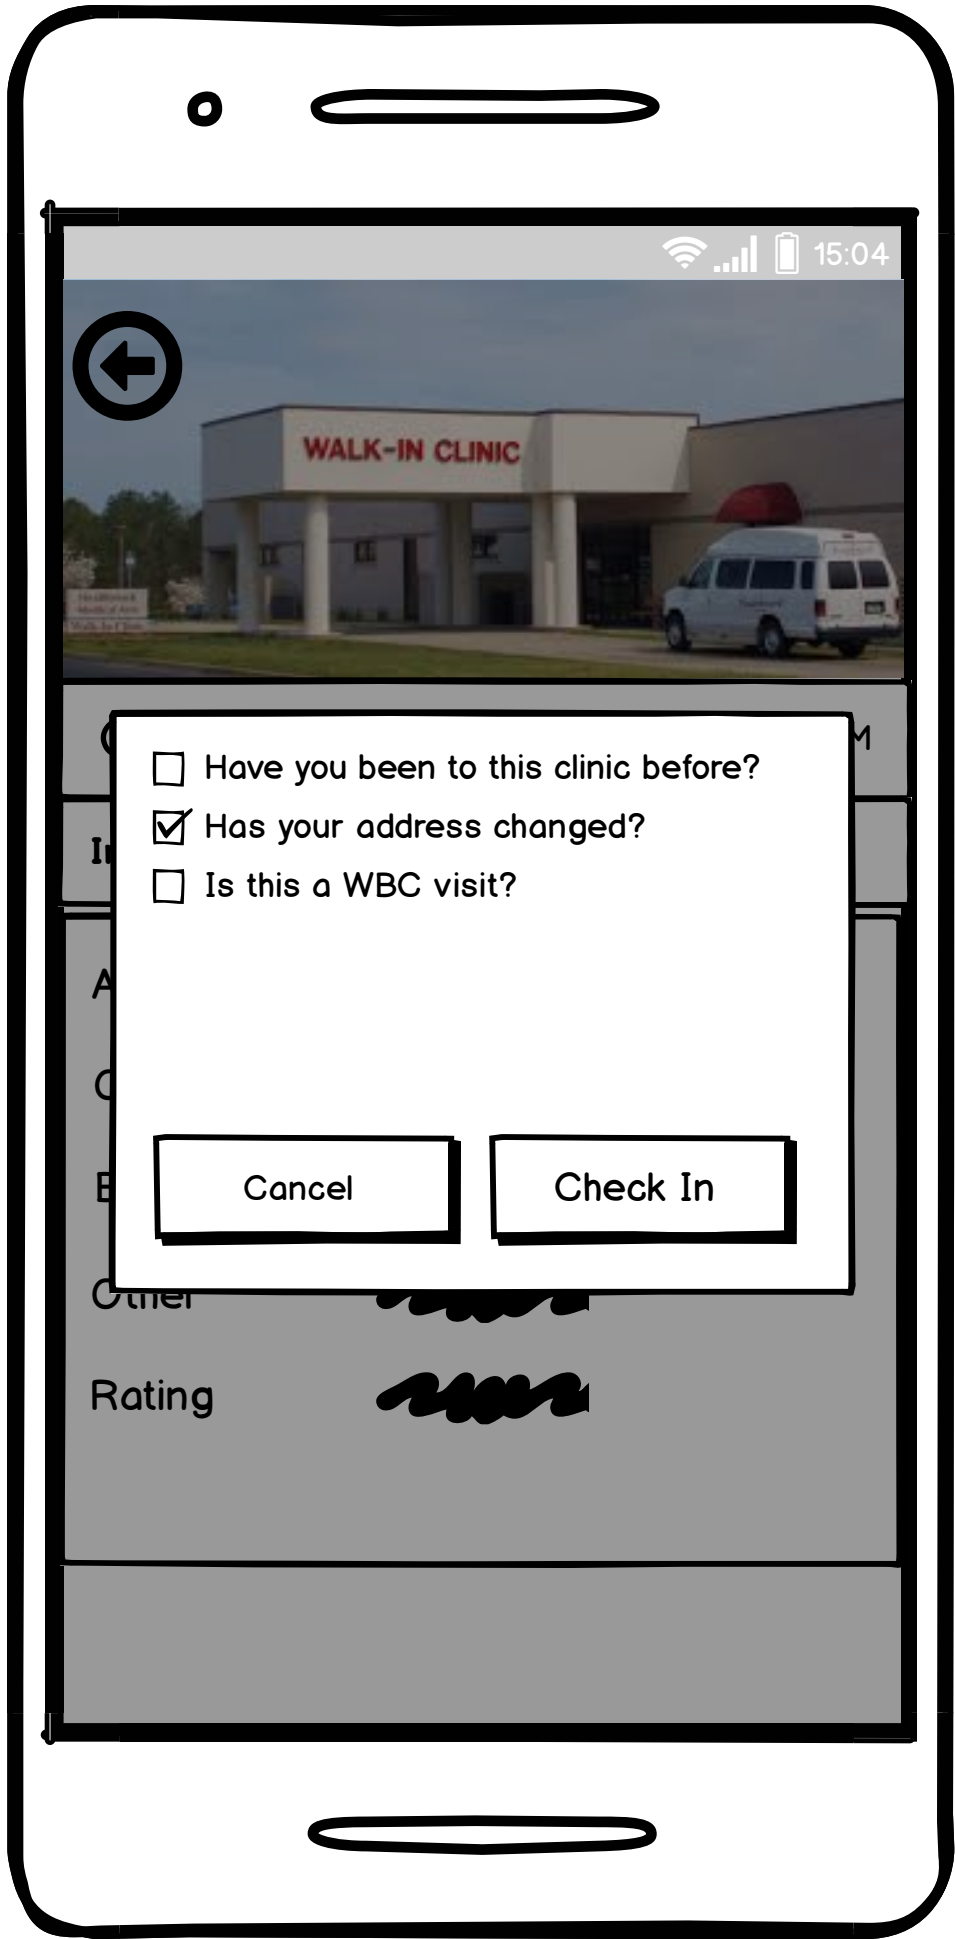 15:04
WALK-IN CLINIC
Have you been to this clinic before?
Has your address changed?
Is this a WBC visit?
Cancel
Check In
Other
Rating